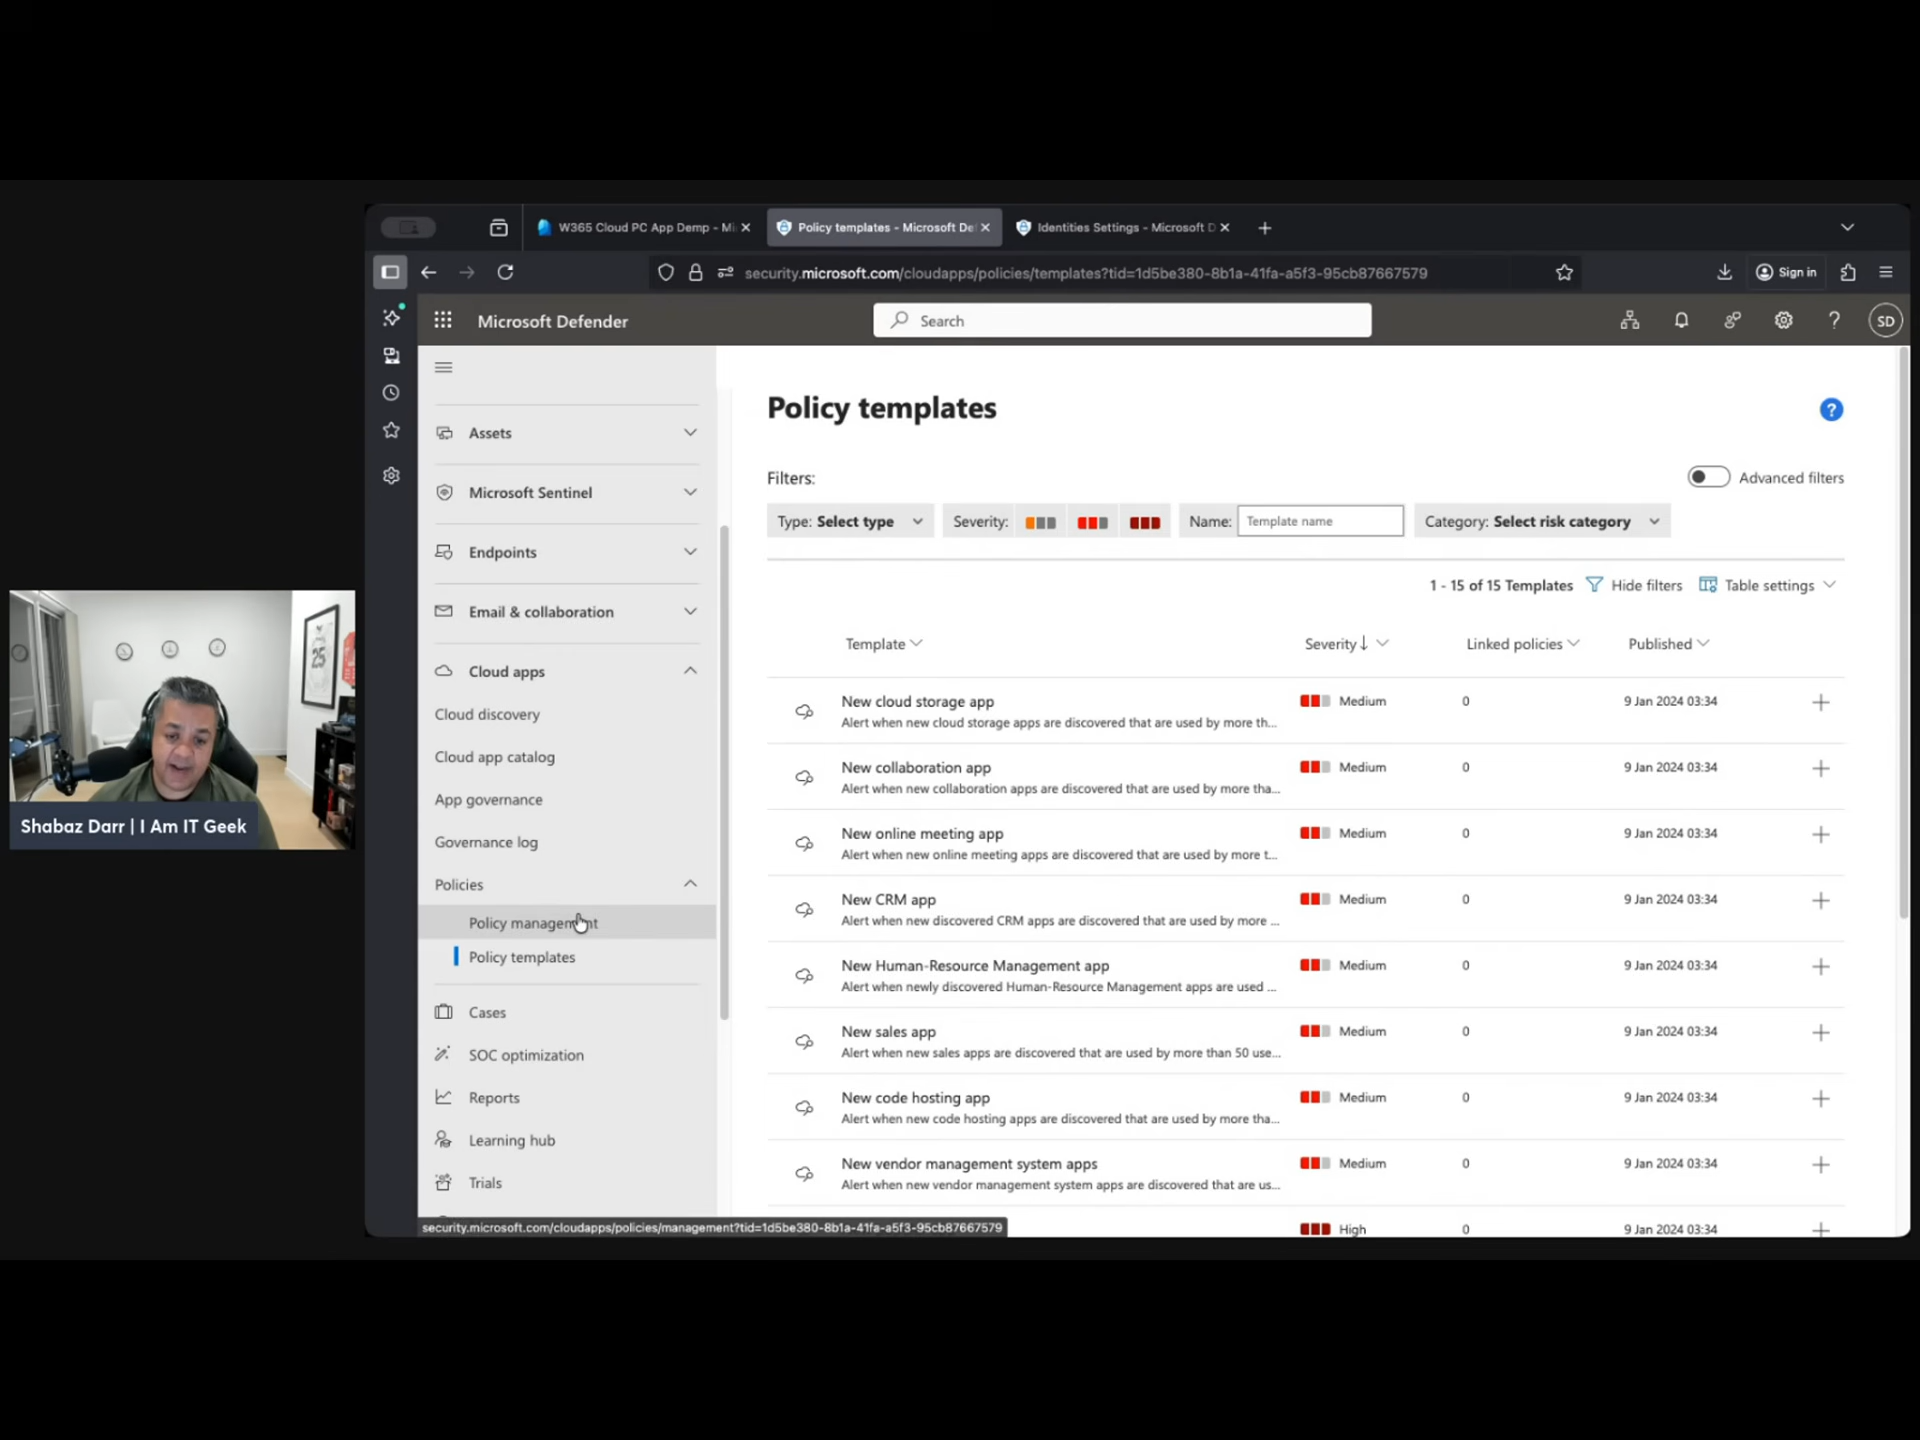 W365 Cloud PC App Demp - Mi
Policy templates - Microsoft De
Identities Settings - Microsoft D
security.microsoft.com/cloudapps/policies/templates?tid=1d5be380-8b1a-41fa-a5f3-95cb87667579
Sign in
Microsoft Defender
Search
SD
Assets
Microsoft Sentinel
Endpoints
Email & collaboration
Cloud apps
Cloud discovery
Cloud app catalog
App governance
Governance log
Policies
Policy management
Policy templates
Cases
SOC optimization
Reports
Learning hub
Trials
security.microsoft.com/cloudapps/policies/management?tid=1d5be380-8b1a-41fa-a5f3-95cb87667579
Policy templates
?
Filters:
Advanced filters
Type: Select type
Severity:
Name: Template name
Category: Select risk category
1 - 15 of 15 Templates Hide filters Table settings
Template Severity Linked policies Published
New cloud storage app Medium 0 9 Jan 2024 03:34
Alert when new cloud storage apps are discovered that are used by more th...
New collaboration app Medium 0 9 Jan 2024 03:34
Alert when new collaboration apps are discovered that are used by more tha...
New online meeting app Medium 0 9 Jan 2024 03:34
Alert when new online meeting apps are discovered that are used by more t...
New CRM app Medium 0 9 Jan 2024 03:34
Alert when new discovered CRM apps are discovered that are used by more ...
New Human-Resource Management app Medium 0 9 Jan 2024 03:34
Alert when newly discovered Human-Resource Management apps are used ...
New sales app Medium 0 9 Jan 2024 03:34
Alert when new sales apps are discovered that are used by more than 50 use...
New code hosting app Medium 0 9 Jan 2024 03:34
Alert when new code hosting apps are discovered that are used by more tha...
New vendor management system apps Medium 0 9 Jan 2024 03:34
Alert when new vendor management system apps are discovered that are us...
High 0 9 Jan 2024 03:34
25
Shabaz Darr | I Am IT Geek